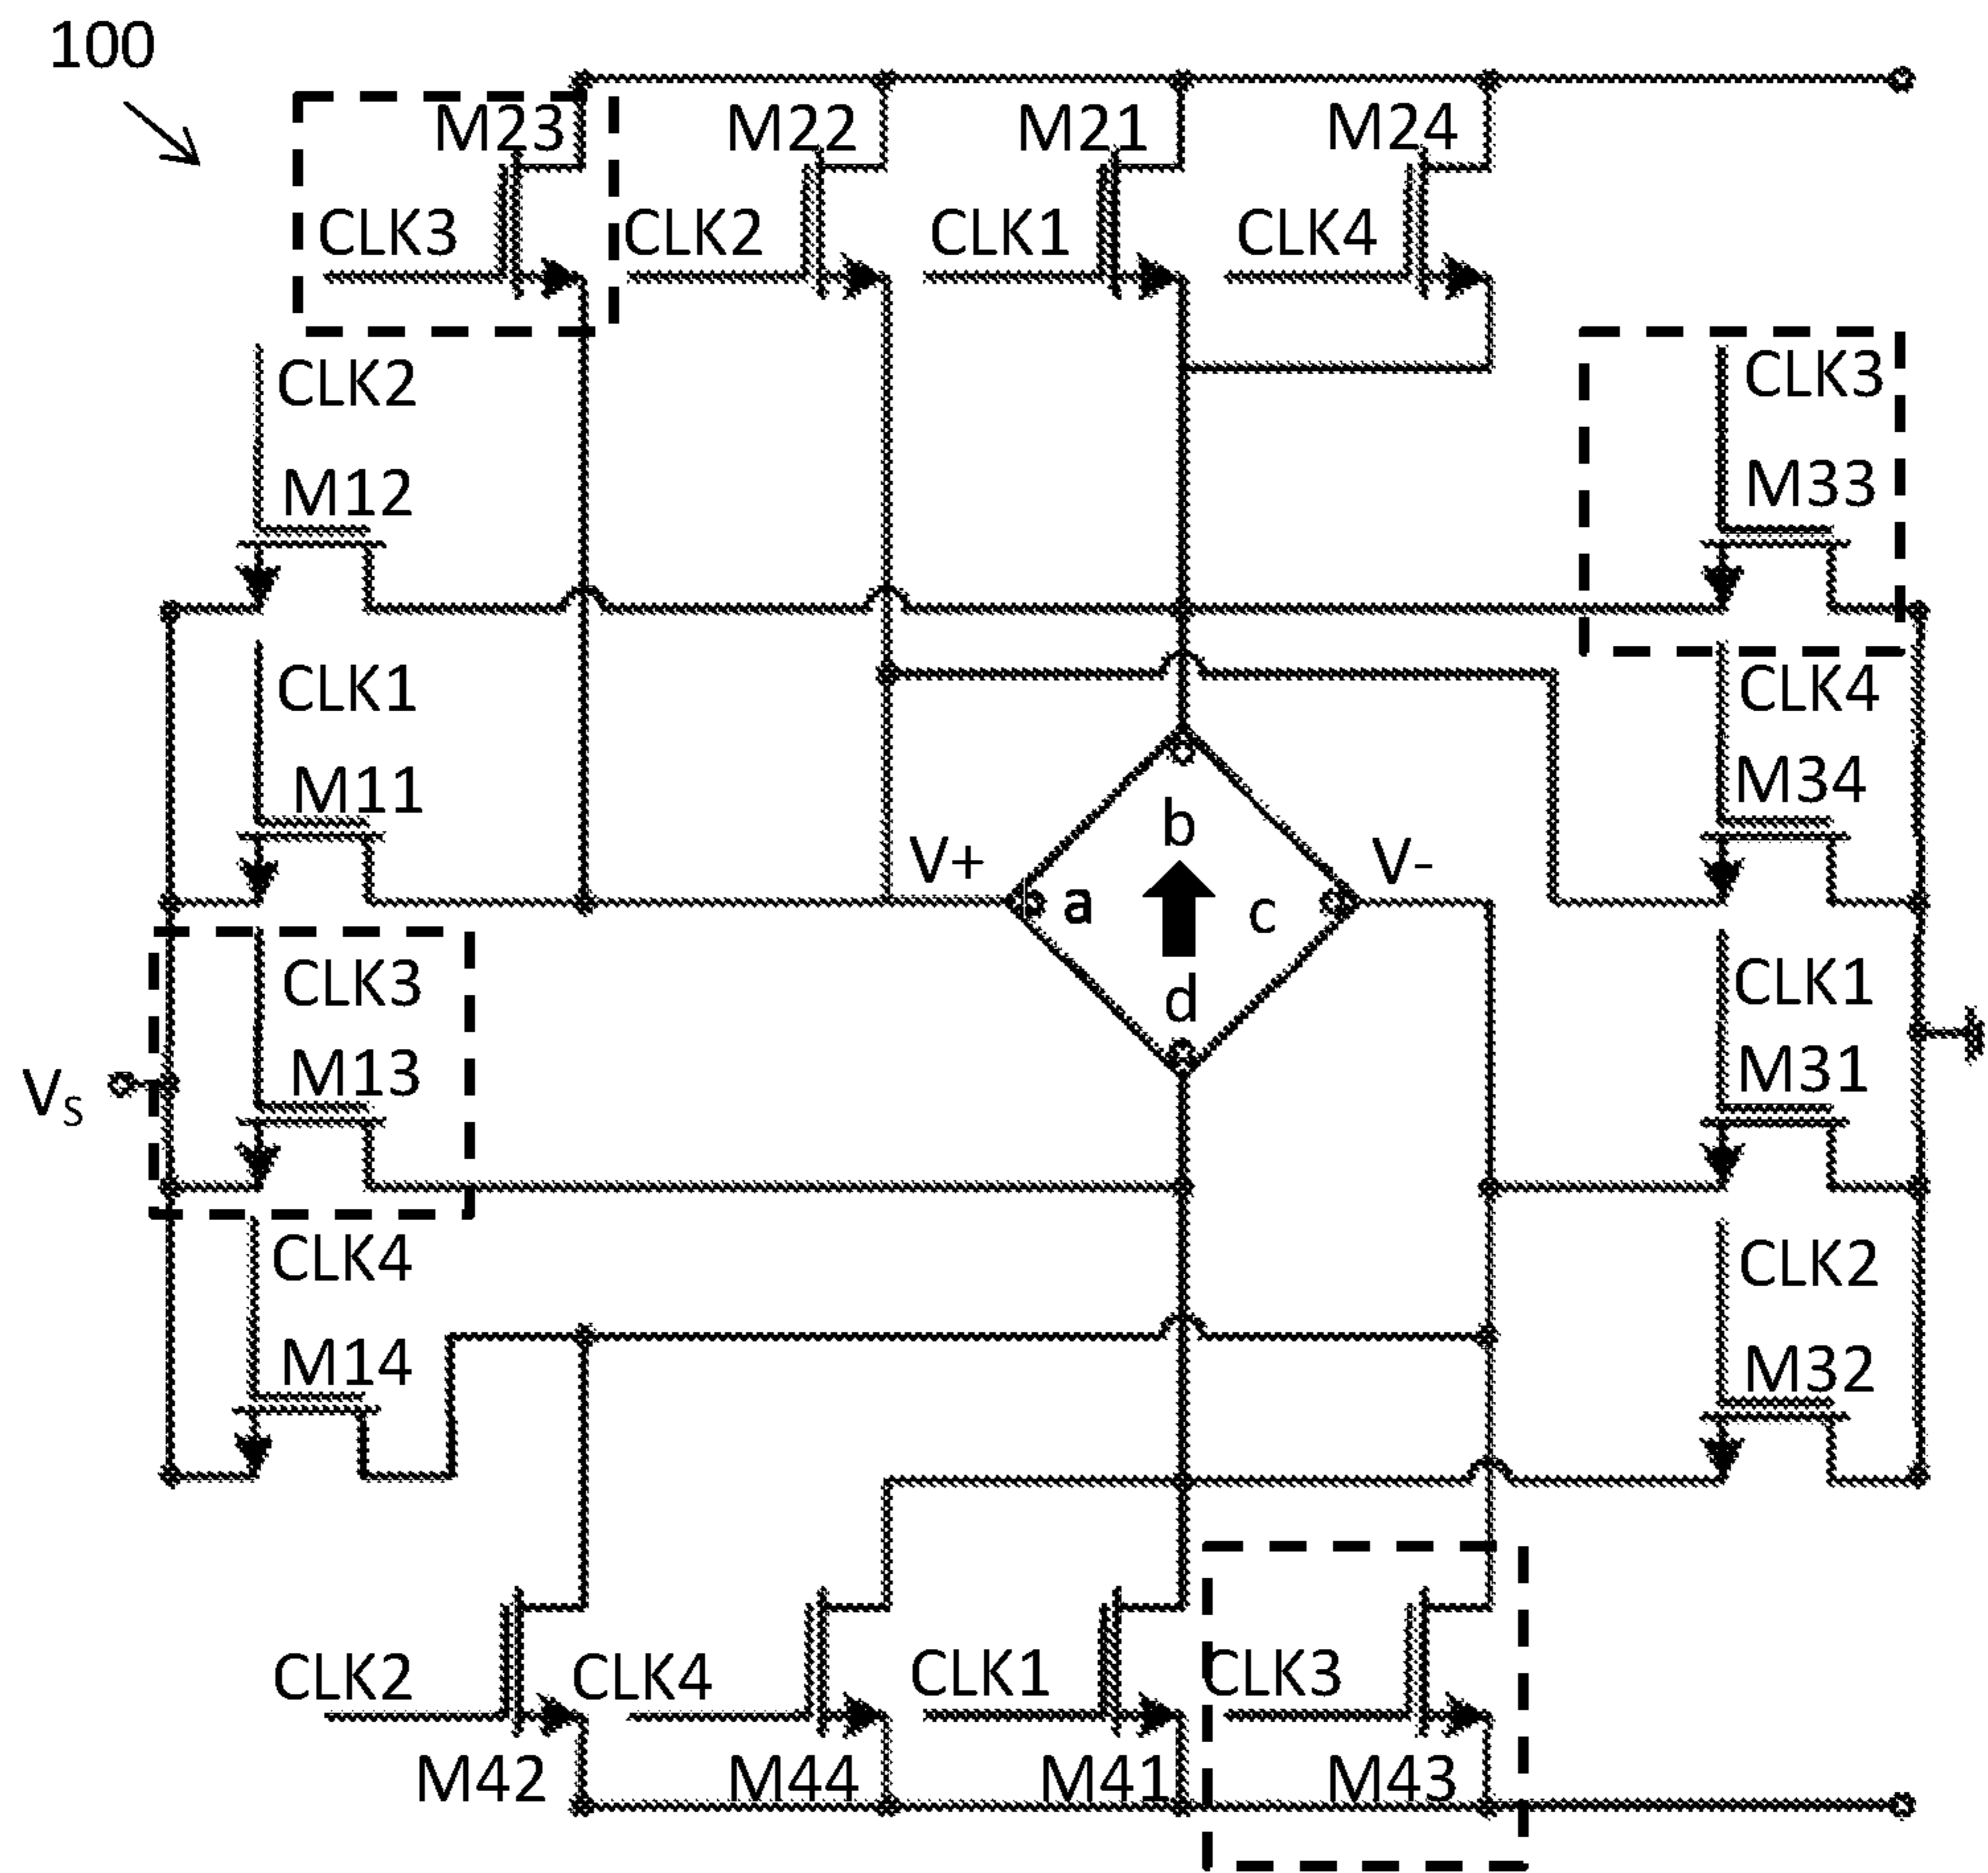 100
M23 M22 M21 M24
CLK3 CLK2 CLK1 CLK4
CLK2 CLK3
M12 M33
CLK1 CLK4
M11 M34
V+ a b c d V-
CLK3 CLK1
M13 M31
VS
CLK4 CLK2
M14 M32
CLK2 CLK4 CLK1 CLK3
M42 M44 M41 M43